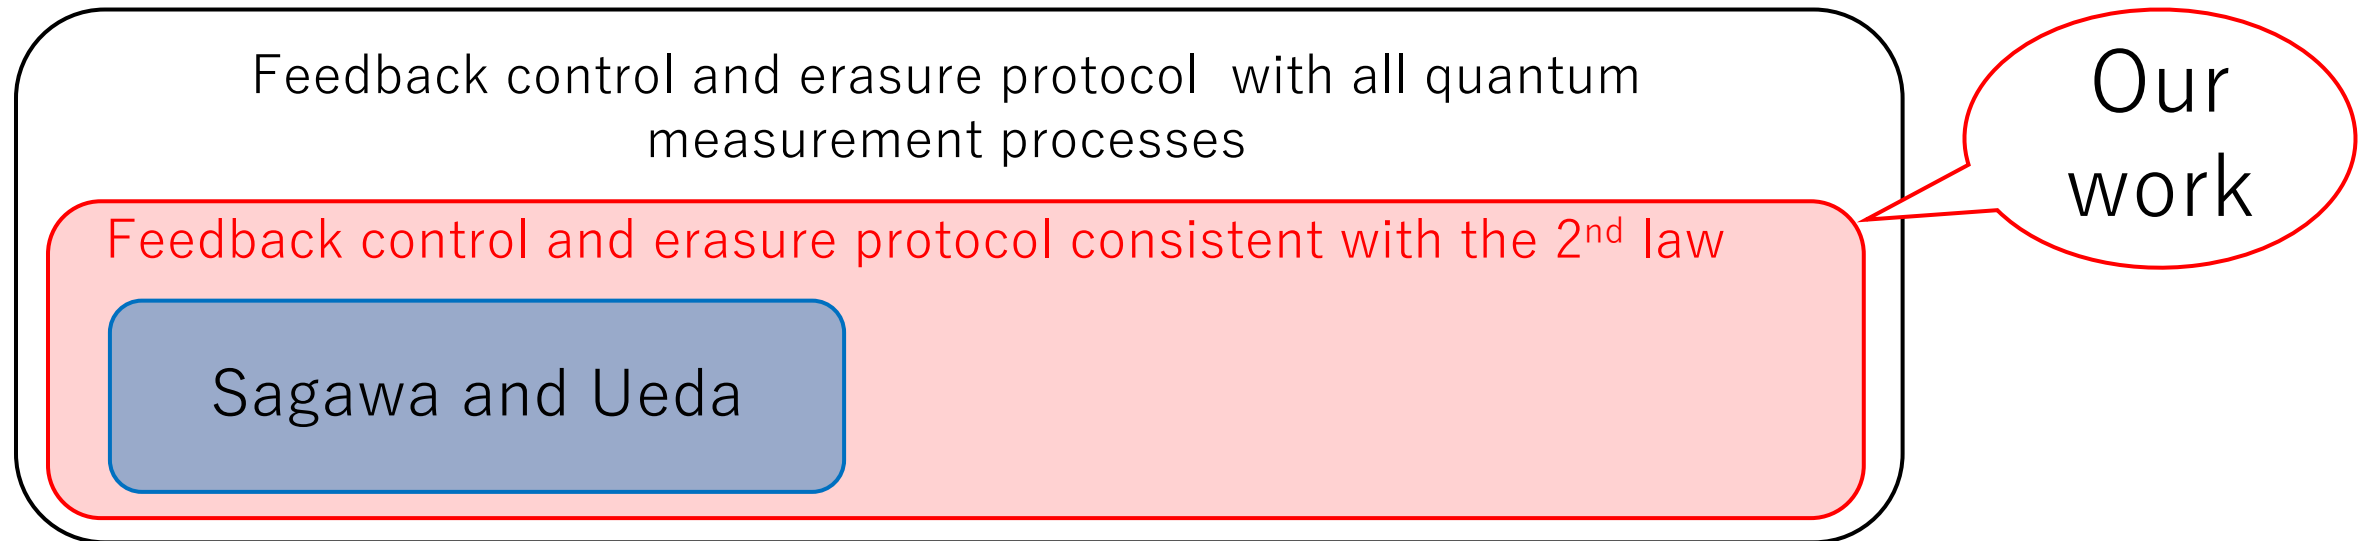 Feedback control and erasure protocol  with all quantum
measurement processes
Our
work
Feedback control and erasure protocol consistent with the 2nd law
Sagawa and Ueda